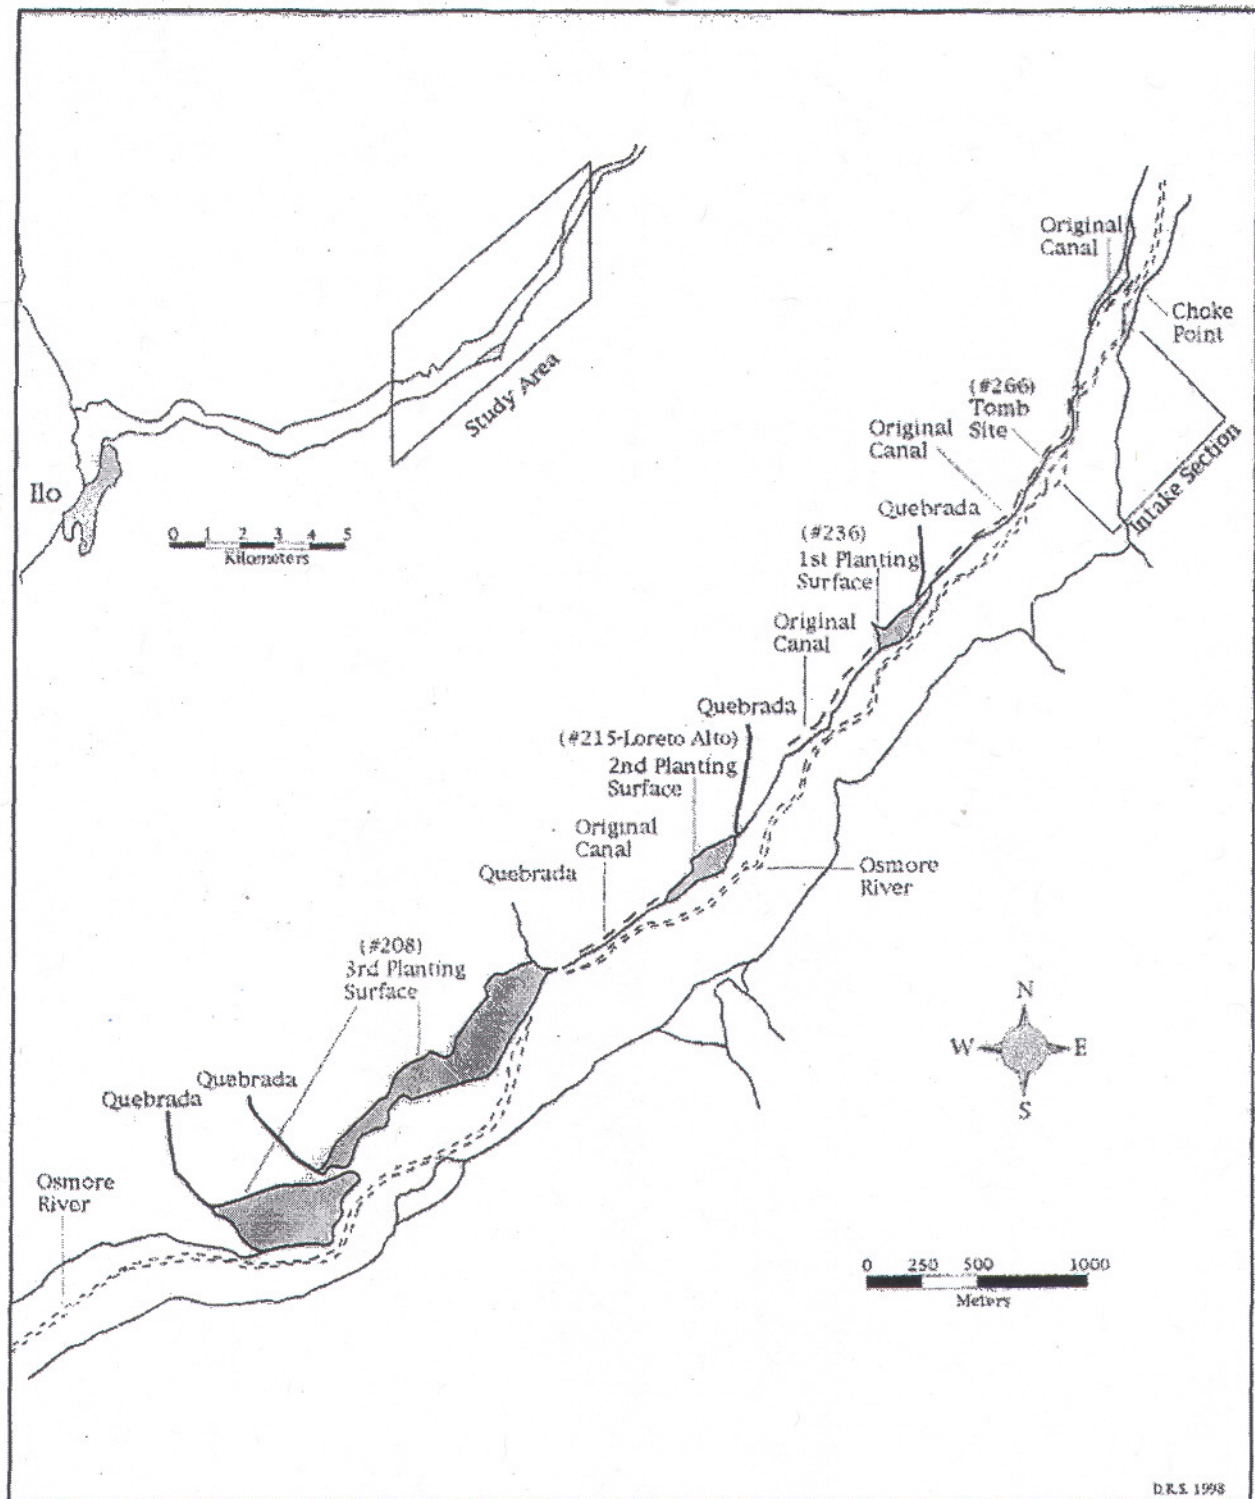 Original
Canal
Choke
Point
(#266)
Tomb
Site
Original
Canal
Study Area
Intake Section
Ilo
Quebrada
(#236)
1st Planting
Surface
0 1 2 3 4 5
Kilometers
Original
Canal
Quebrada
(#215-Loreto Alto)
2nd Planting
Surface
Original
Canal
Osmore
River
Quebrada
(#208)
3rd Planting
Surface
N
W E
S
Quebrada
Quebrada
Osmore
River
0 250 500 1000
Meters
D.R.S. 1998